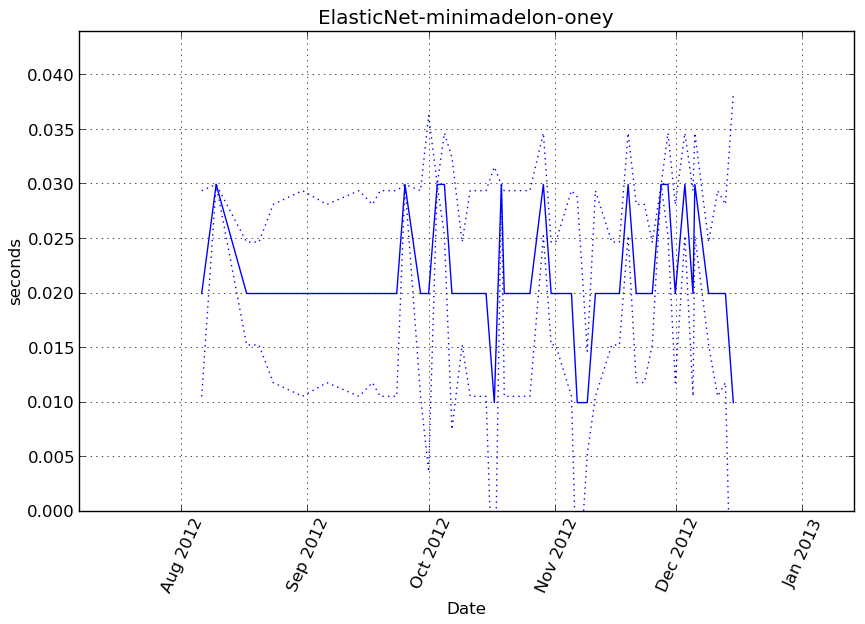 ElasticNet-minimadelon-oney
0.040
0.035
0.030
0.025
0.020
0.015
0.010
0.005
0.000
seconds
Aug 2012
Sep 2012
Oct 2012
Nov 2012
Dec 2012
Jan 2013
Date